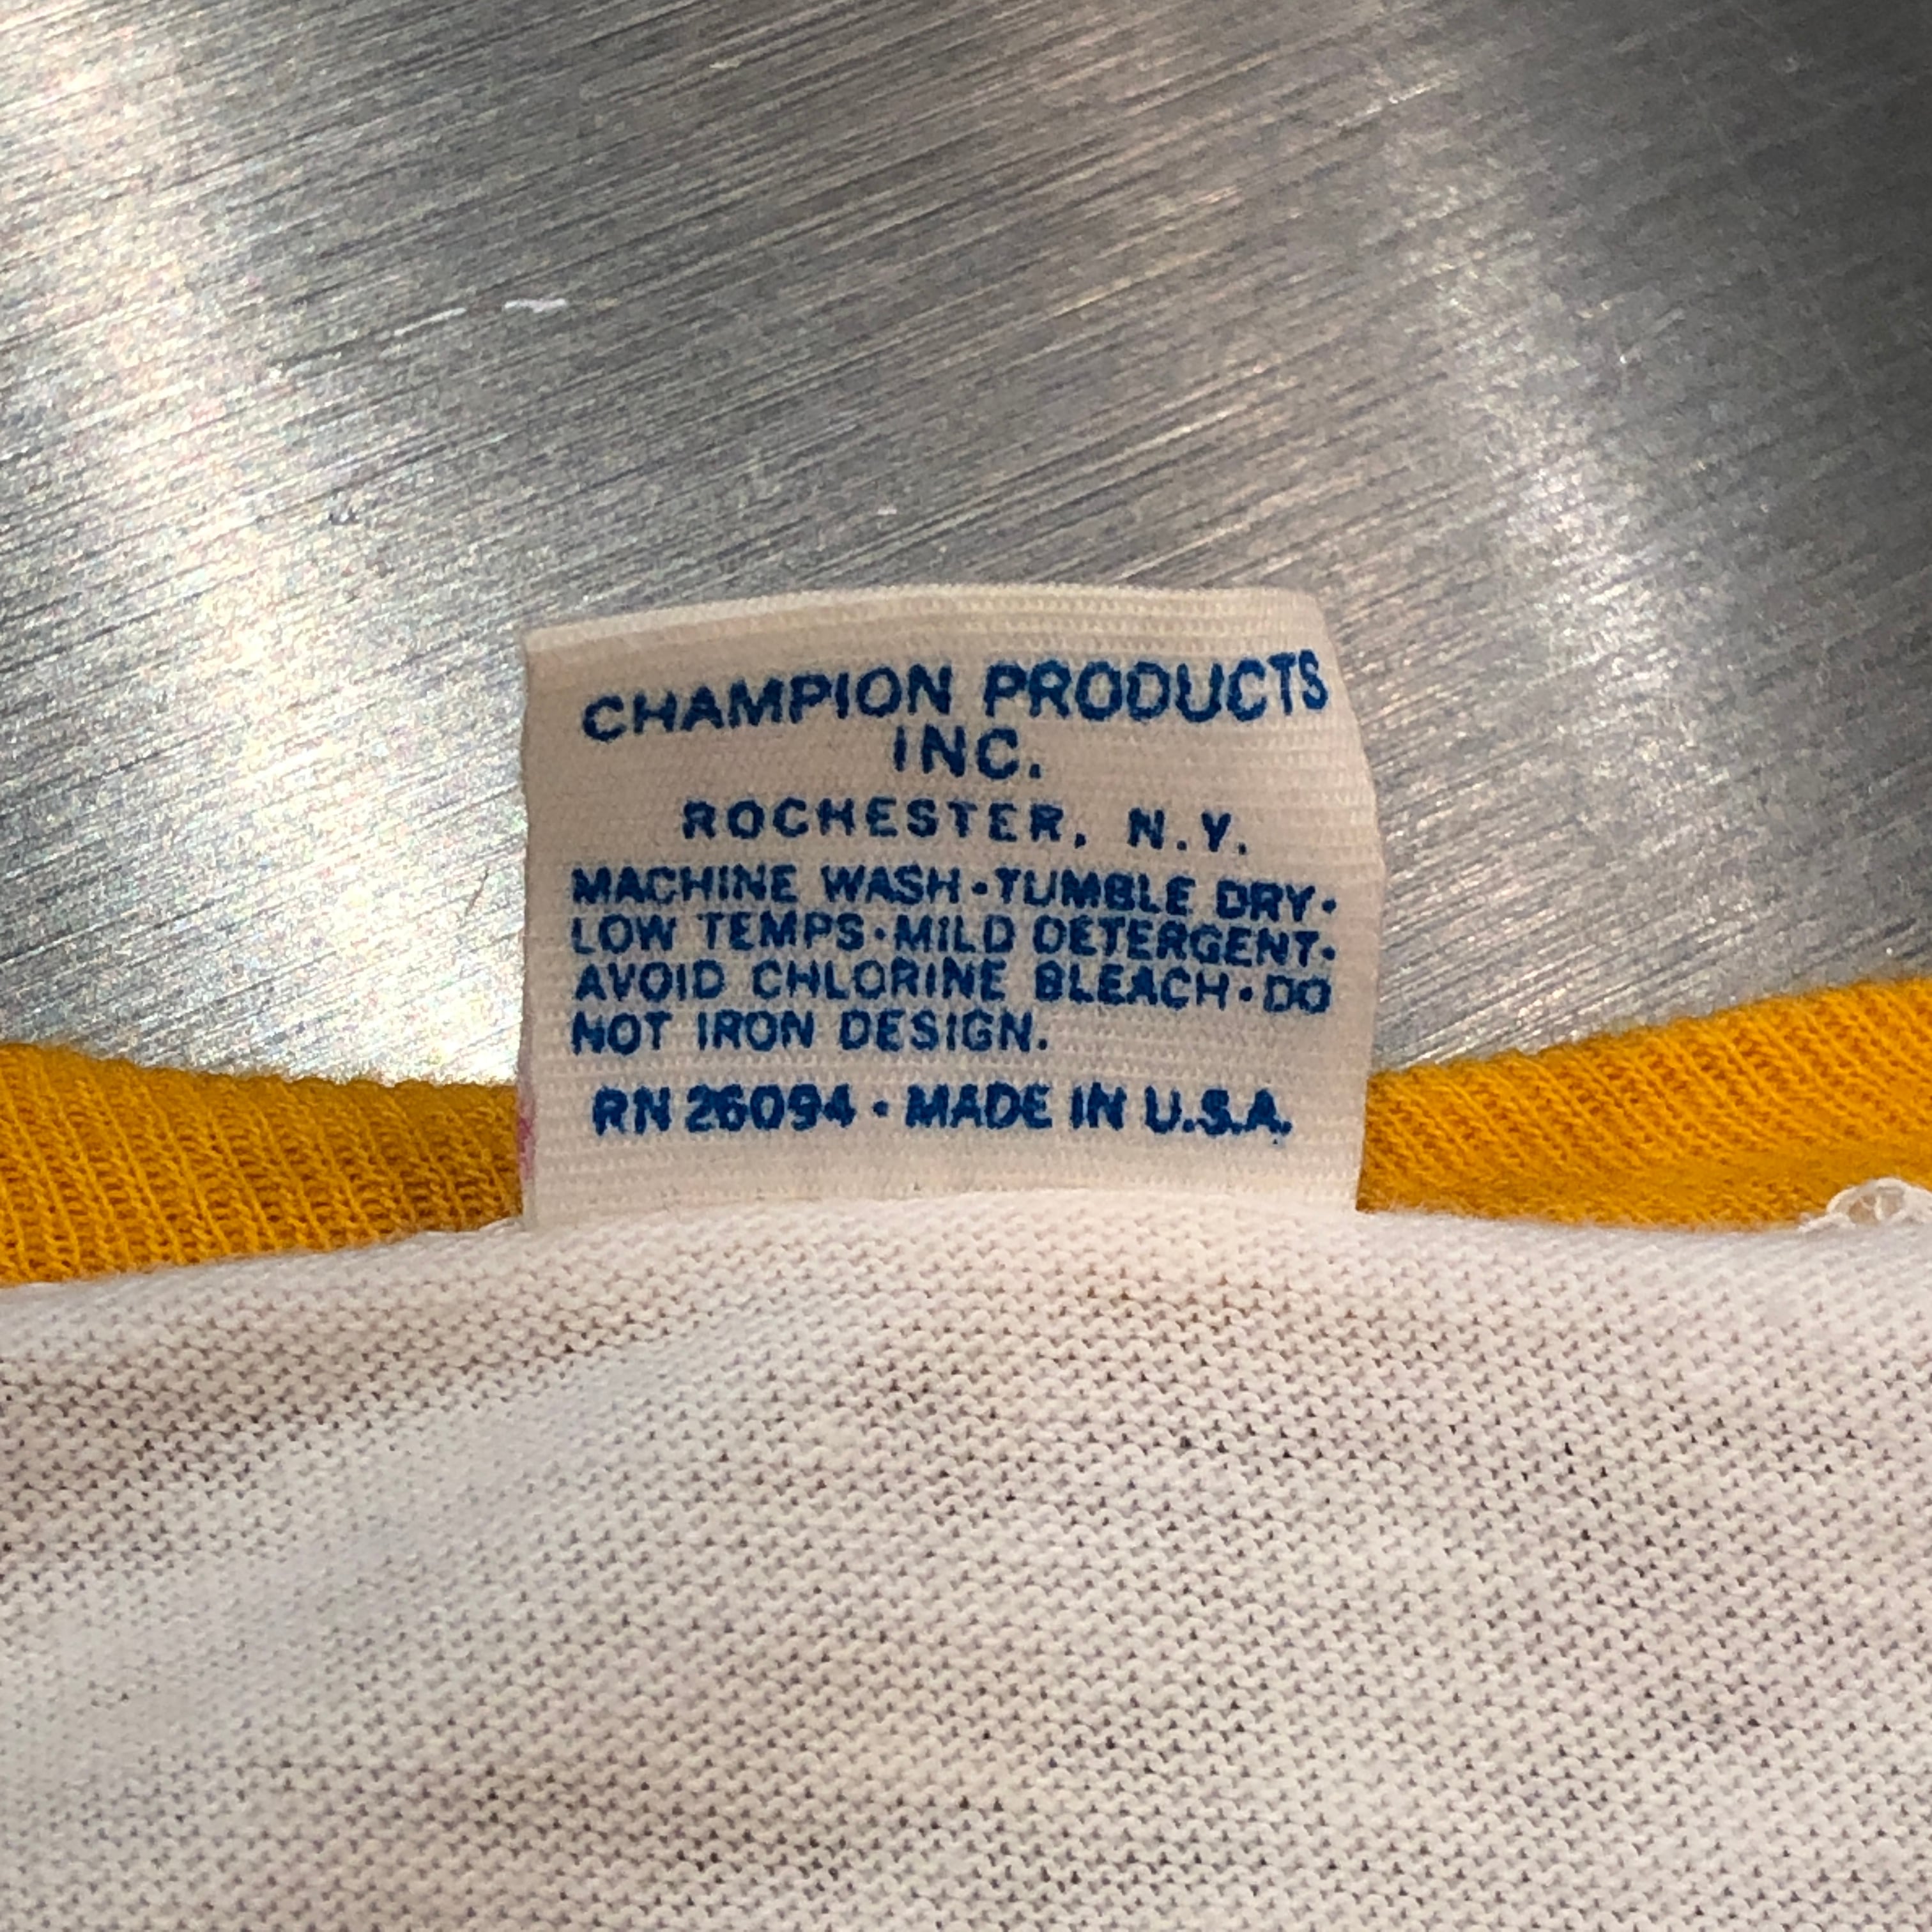 CHAMPION PRODUCTS
INC.
ROCHESTER, N.Y.
MACHINE WASH·TUMBLE DRY·
LOW TEMPS·MILD DETERGENT·
AVOID CHLORINE BLEACH·DO
NOT IRON DESIGN.
RN 26094 · MADE IN U.S.A.